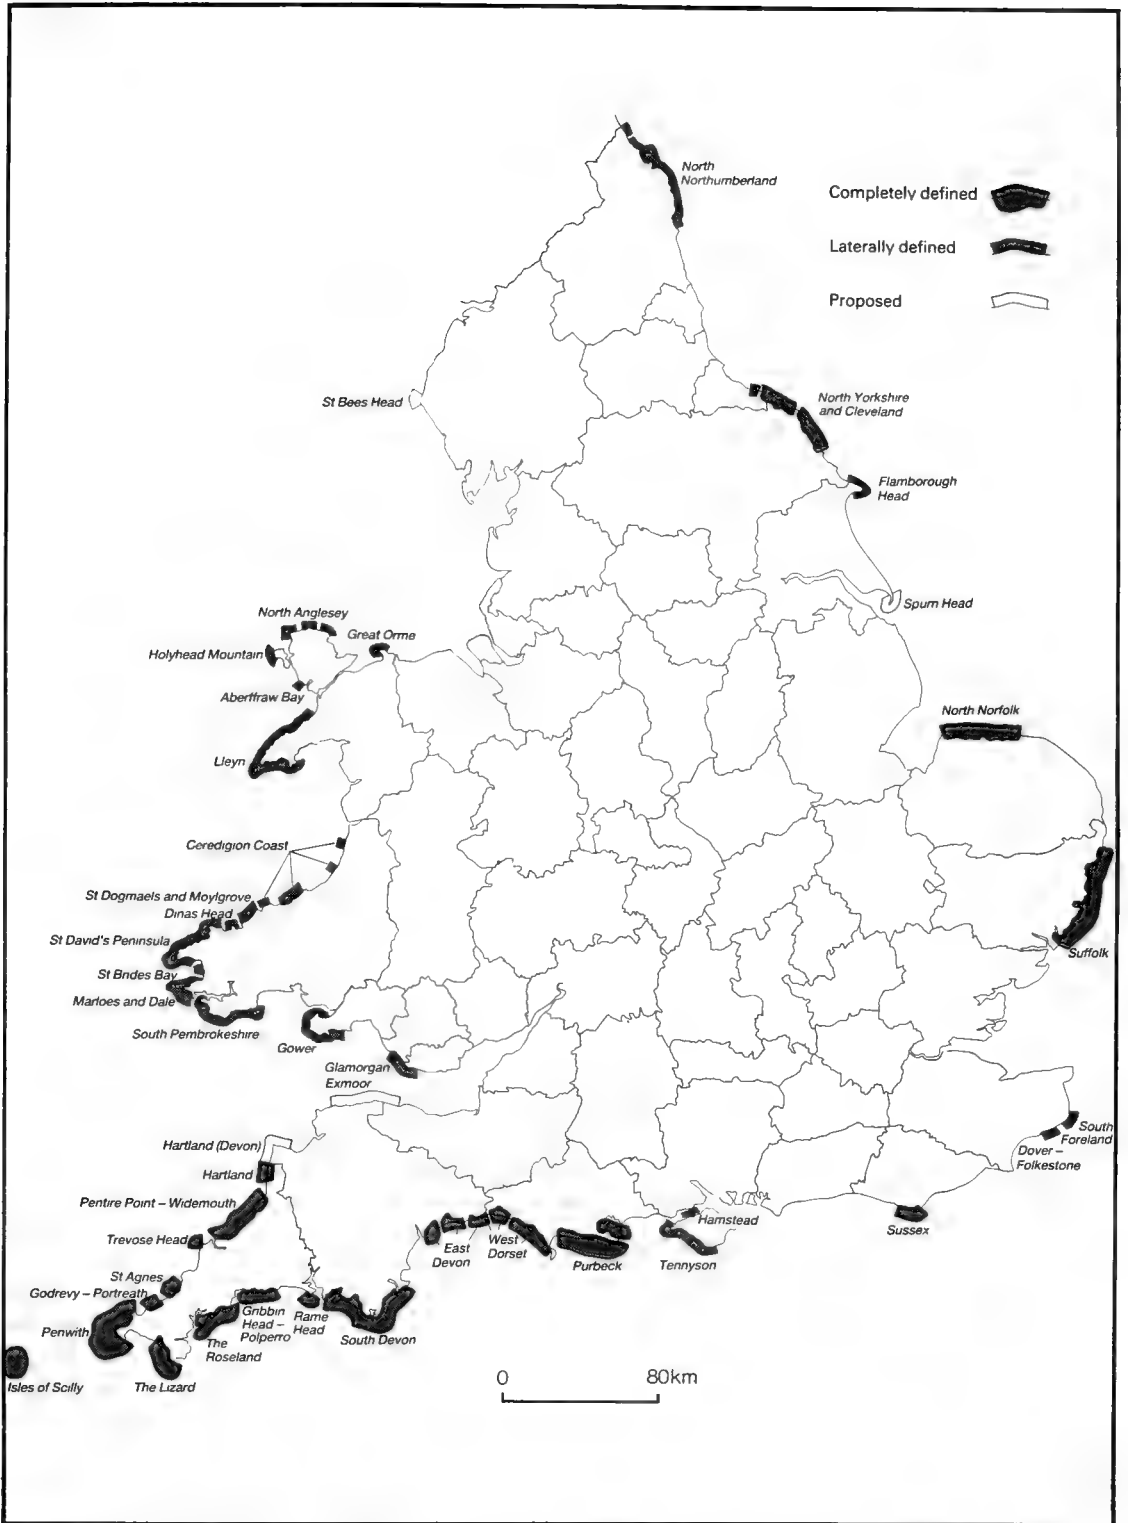 North
Northumberland
Completely defined
Laterally defined
Proposed
St Bees Head
North Yorkshire
and Cleveland
Flamborough
Head
Spurn Head
North Anglesey
Great Orme
Holyhead Mountain
Aberffraw Bay
Lleyn
North Norfolk
Ceredigion Coast
St Dogmaels and Moylgrove
Dinas Head
St David's Peninsula
St Brides Bay
Marloes and Dale
South Pembrokeshire
Gower
Glamorgan
Exmoor
Suffolk
South
Foreland
Dover –
Folkestone
Hartland (Devon)
Hartland
Pentire Point – Widemouth
Trevose Head
St Agnes
Godrevy – Portreath
Penwith
Isles of Scilly
The Lizard
The
Roseland
Gribbin
Head –
Polperro
Rame
Head
South Devon
East
Devon
West
Dorset
Purbeck
Hamstead
Tennyson
Sussex
0 80km